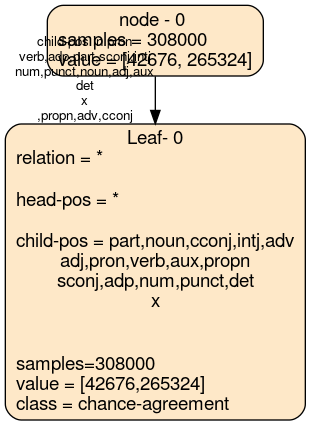 node - 0
samples = 308000
value = [42676, 265324]
child-pos
pron
verb,adp,part,sconj,intj
num,punct,noun,adj,aux
det
x
,propn,adv,cconj
Leaf- 0
relation = *
head-pos = *
child-pos = part,noun,cconj,intj,adv
adj,pron,verb,aux,propn
sconj,adp,num,punct,det
x
samples=308000
value = [42676,265324]
class = chance-agreement